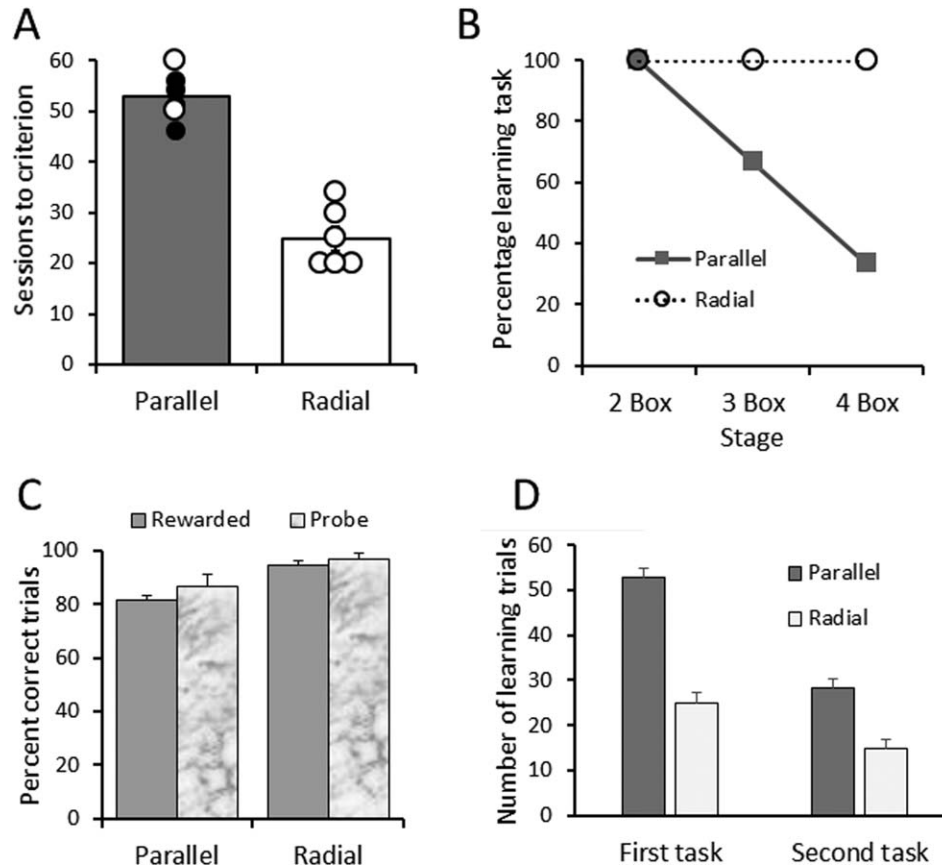 A
Sessions to criterion
60
50
40
30
20
10
0
Parallel Radial
B
Percentage learning task
100
80
60
40
20
0
Parallel
Radial
2 Box 3 Box 4 Box
Stage
C
Rewarded Probe
Percent correct trials
100
80
60
40
20
0
Parallel Radial
D
Number of learning trials
60
50
40
30
20
10
0
Parallel
Radial
First task Second task